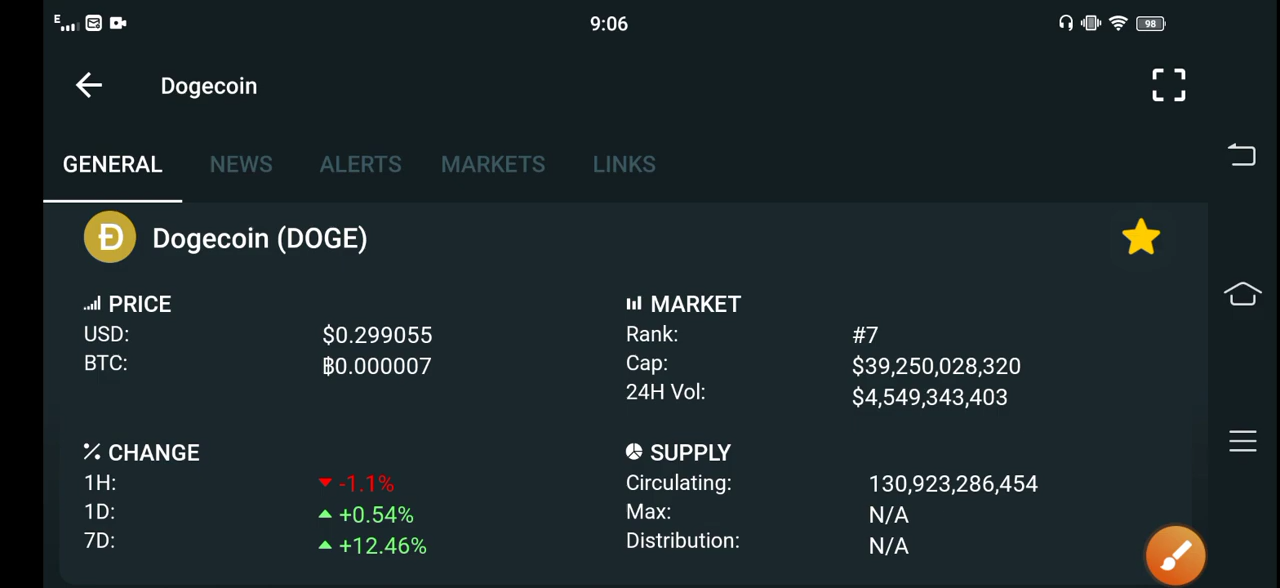 E 9:06 98
Dogecoin
GENERAL NEWS ALERTS MARKETS LINKS
Ð Dogecoin (DOGE)
PRICE
USD: $0.299055
BTC: ฿0.000007
MARKET
Rank: #7
Cap: $39,250,028,320
24H Vol: $4,549,343,403
CHANGE
1H: -1.1%
1D: +0.54%
7D: +12.46%
SUPPLY
Circulating: 130,923,286,454
Max: N/A
Distribution: N/A